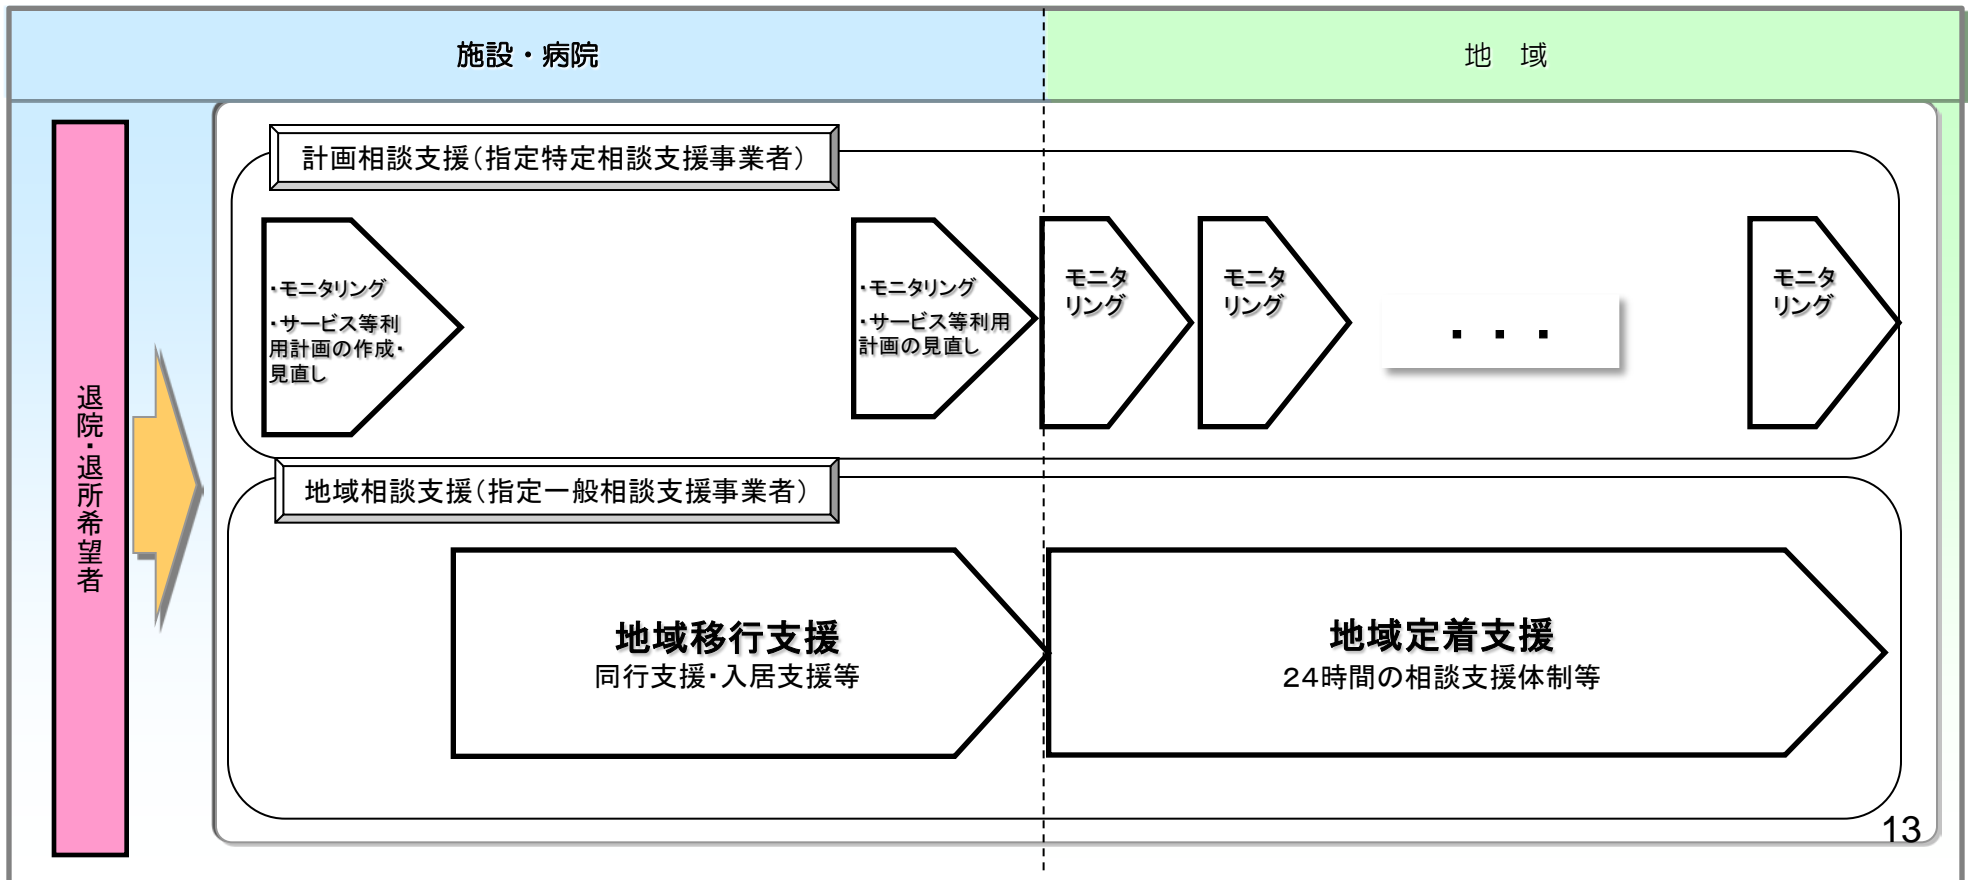 施設・病院
地　域
退院・退所希望者
計画相談支援（指定特定相談支援事業者）
・モニタリング
・サービス等利
用計画の作成・
見直し
・モニタリング
・サービス等利用
計画の見直し
モニタ
リング
モニタ
リング
・・・
モニタ
リング
地域相談支援（指定一般相談支援事業者）
地域移行支援
同行支援・入居支援等
地域定着支援
24時間の相談支援体制等
13